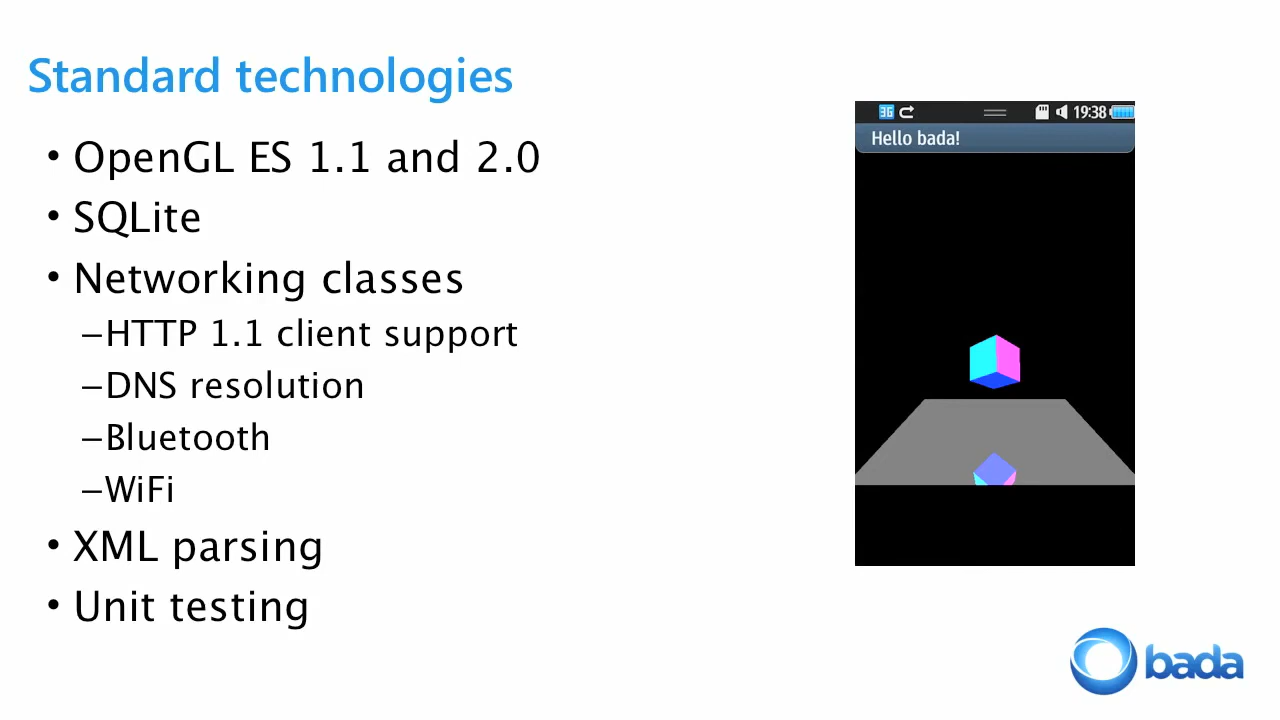 Standard technologies
• OpenGL ES 1.1 and 2.0
• SQLite
• Networking classes
–HTTP 1.1 client support
–DNS resolution
–Bluetooth
–WiFi
• XML parsing
• Unit testing
3G 19:38
Hello bada!
bada